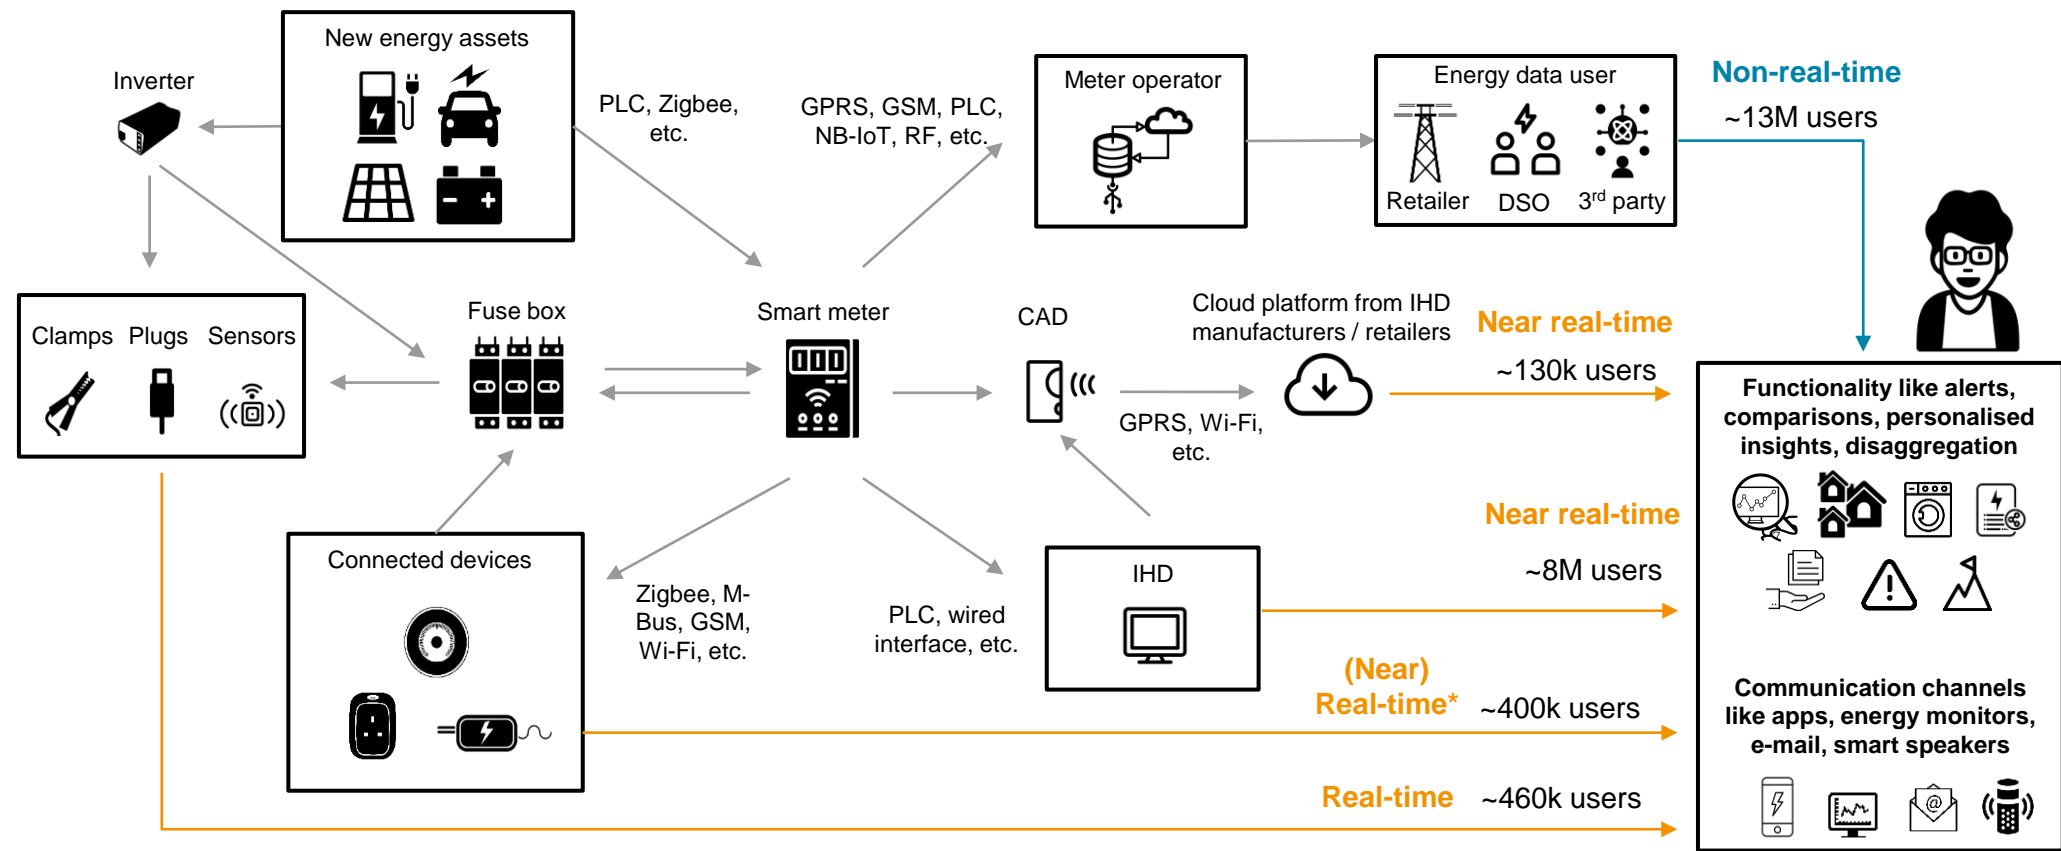 New energy assets
Inverter
PLC, Zigbee,
etc.
GPRS, GSM, PLC,
NB-IoT, RF, etc.
Meter operator
Energy data user
Retailer
DSO
3rd party
Non-real-time
~13M users
Clamps
Plugs
Sensors
Fuse box
Smart meter
CAD
Cloud platform from IHD
manufacturers / retailers
GPRS, Wi-Fi,
etc.
Near real-time
~130k users
Functionality like alerts,
comparisons, personalised
insights, disaggregation
Near real-time
~8M users
Connected devices
Zigbee, M-
Bus, GSM,
Wi-Fi, etc.
PLC, wired
interface, etc.
IHD
(Near)
Real-time*
~400k users
Communication channels
like apps, energy monitors,
e-mail, smart speakers
Real-time
~460k users
@